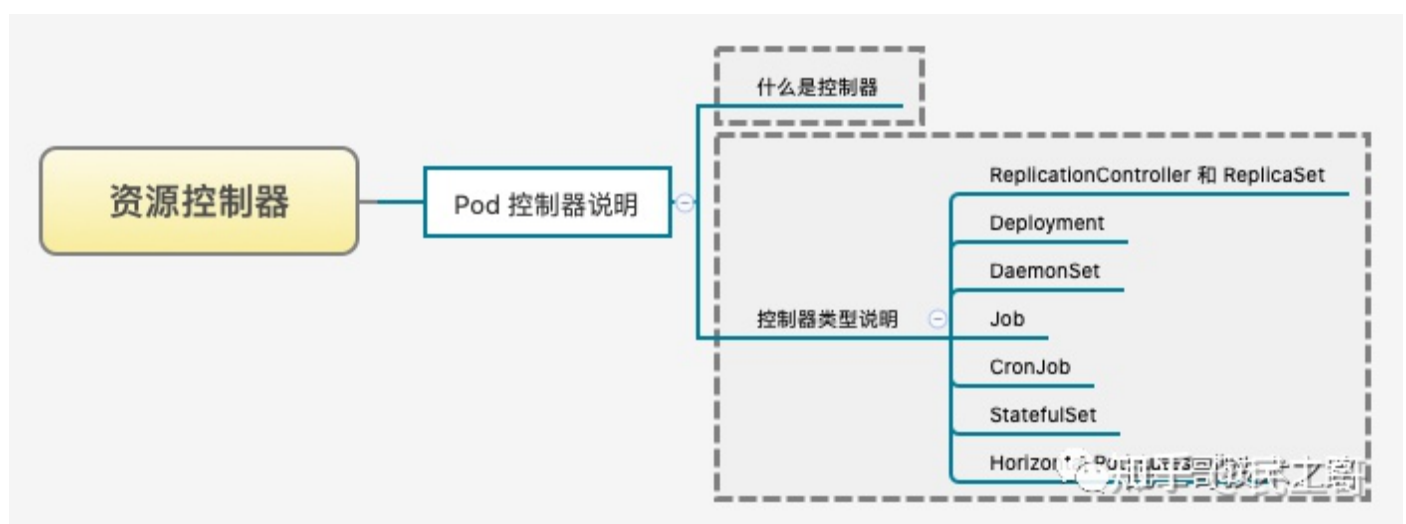 什么是控制器
资源控制器
Pod 控制器说明
控制器类型说明
ReplicationController 和 ReplicaSet
Deployment
DaemonSet
Job
CronJob
StatefulSet